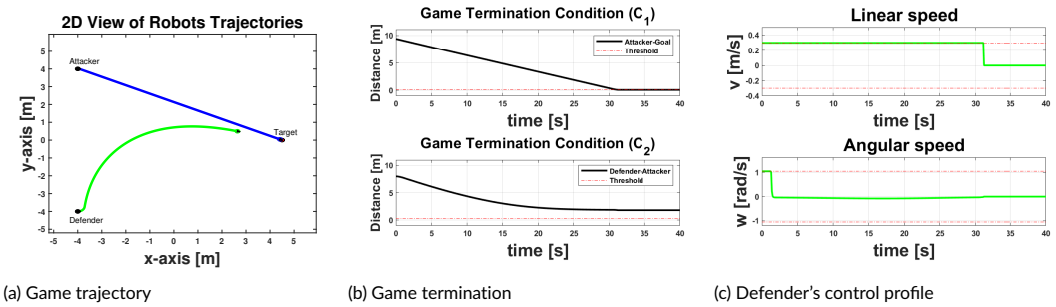 2D View of Robots Trajectories
y-axis [m]
5
4
3
2
1
0
-1
-2
-3
-4
-5
Attacker
Target
Defender
-5 -4 -3 -2 -1 0 1 2 3 4 5
x-axis [m]
Game Termination Condition (C1)
Distance [m]
10
5
0
Attacker-Goal
Threshold
0 5 10 15 20 25 30 35 40
time [s]
Game Termination Condition (C2)
Distance [m]
10
5
0
Defender-Attacker
Threshold
0 5 10 15 20 25 30 35 40
time [s]
Linear speed
v [m/s]
0.4
0.2
0
-0.2
-0.4
0 5 10 15 20 25 30 35 40
time [s]
Angular speed
w [rad/s]
1
0
-1
0 5 10 15 20 25 30 35 40
time [s]
(a) Game trajectory
(b) Game termination
(c) Defender's control profile